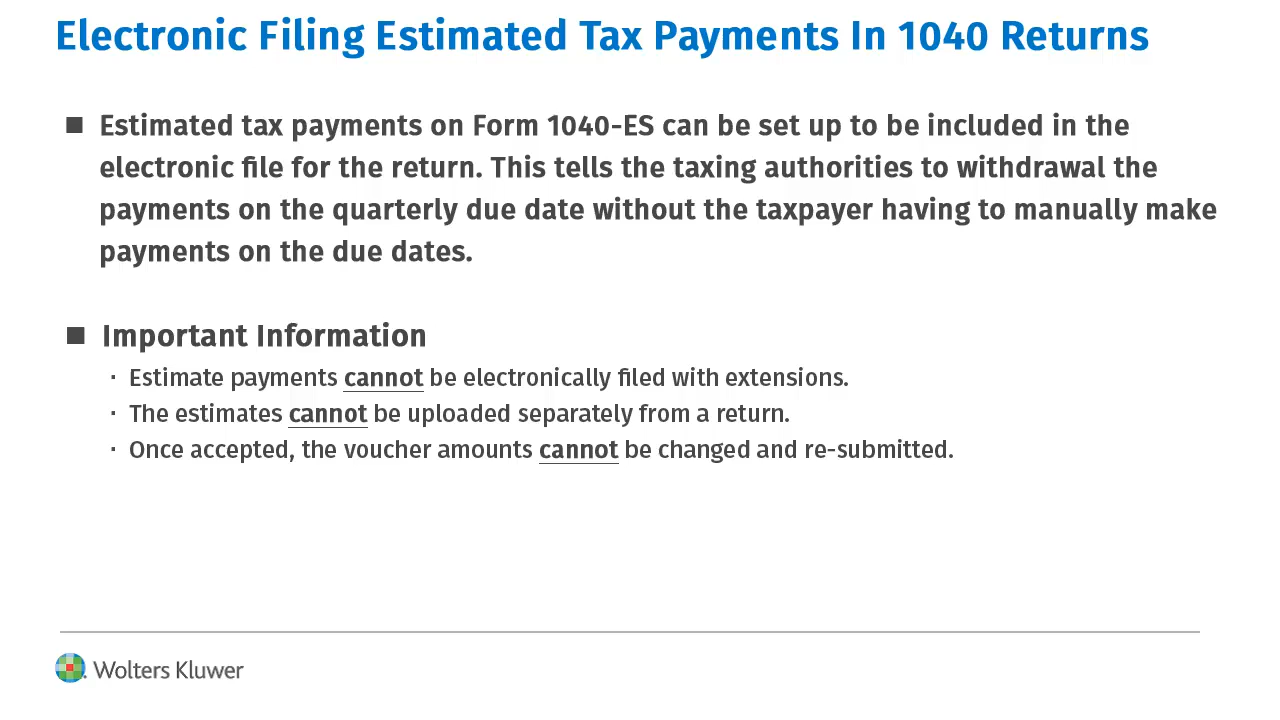 Electronic Filing Estimated Tax Payments In 1040 Returns
■ Estimated tax payments on Form 1040-ES can be set up to be included in the
electronic file for the return. This tells the taxing authorities to withdrawal the
payments on the quarterly due date without the taxpayer having to manually make
payments on the due dates.
■ Important Information
· Estimate payments cannot be electronically filed with extensions.
· The estimates cannot be uploaded separately from a return.
· Once accepted, the voucher amounts cannot be changed and re-submitted.
Wolters Kluwer